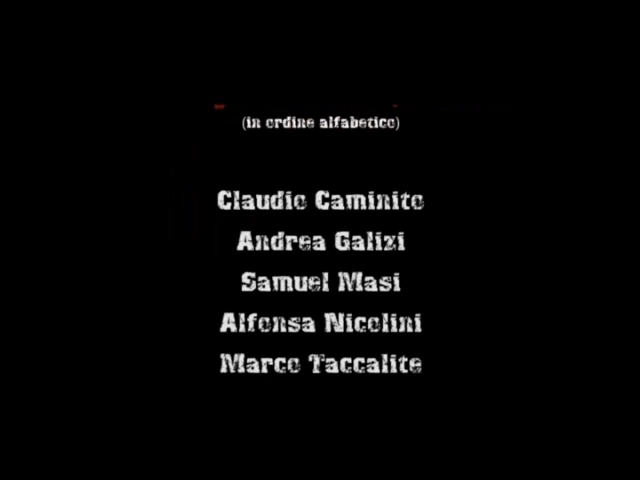 (in ordine alfabetico)
Claudio Caminito
Andrea Galizi
Samuel Masi
Alfonsa Nicolini
Marco Taccalite